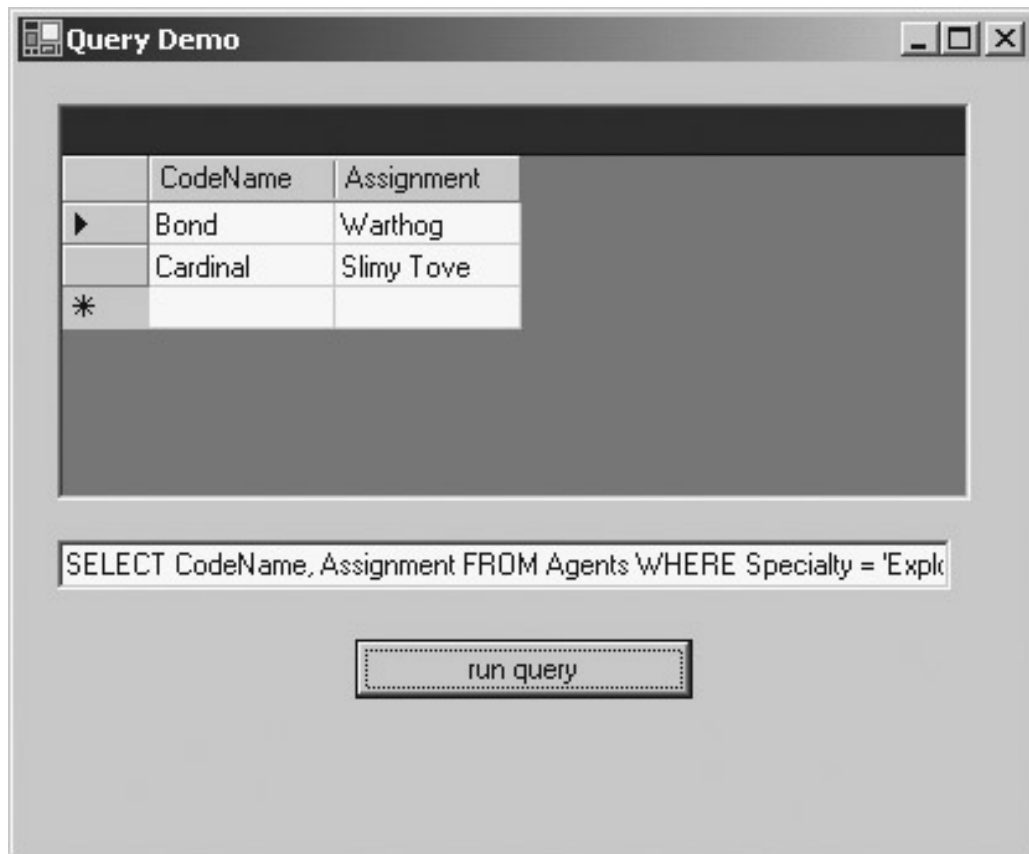 Query Demo
CodeName Assignment
Bond Warthog
Cardinal Slimy Tove
SELECT CodeName, Assignment FROM Agents WHERE Specialty = 'Explo
run query